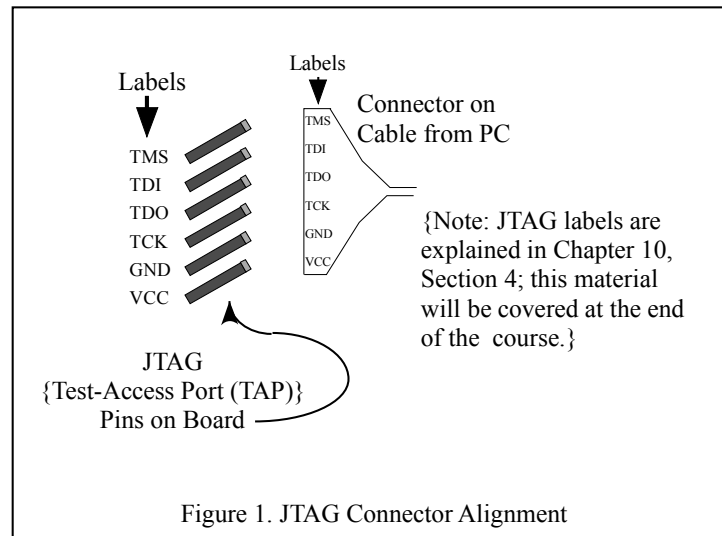 Labels
TMS
TDI
TDO
TCK
GND
VCC
JTAG
{Test-Access Port (TAP)}
Pins on Board
Labels
TMS
TDI
TDO
TCK
GND
VCC
Connector on
Cable from PC
{Note: JTAG labels are
explained in Chapter 10,
Section 4; this material
will be covered at the end
of the course.}
Figure 1. JTAG Connector Alignment